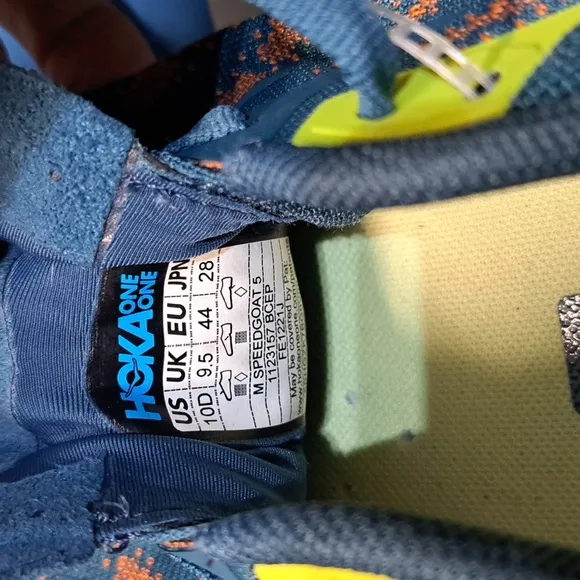 HOKA
ONE
ONE
US UK EU JPN
10D 9.5 44 28
M SPEEDGOAT 5
1123157 BCEP
FE1221J
May be covered by Pat.